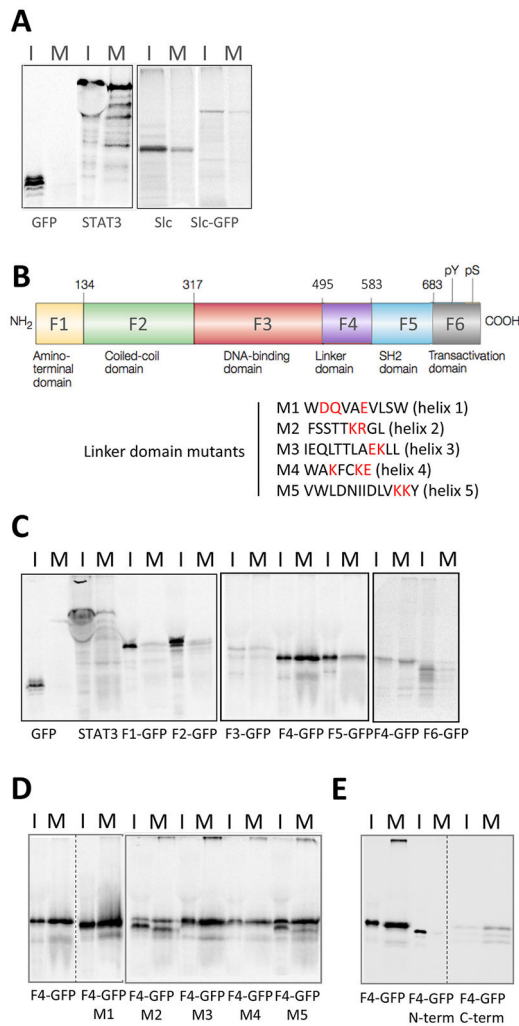 A
I M I M I M I M
GFP STAT3 Slc Slc-GFP
B
134 317 495 583 683 pY pS
NH2 F1 F2 F3 F4 F5 F6 COOH
Amino-terminal domain
Coiled-coil domain
DNA-binding domain
Linker domain
SH2 domain
Transactivation domain
Linker domain mutants
M1 WDQVAEVLSW (helix 1)
M2 FSSTTKRGL (helix 2)
M3 IEQLTTLAEKLL (helix 3)
M4 WAKFCKE (helix 4)
M5 VWLDNIIDLVKKY (helix 5)
C
I M I M I M I M I M I M I M I M I M
GFP STAT3 F1-GFP F2-GFP F3-GFP F4-GFP F5-GFP F4-GFP F6-GFP
D
I M I M I M I M I M I M
F4-GFP F4-GFP F4-GFP F4-GFP F4-GFP F4-GFP
M1 M2 M3 M4 M5
E
I M I M I M
F4-GFP F4-GFP F4-GFP
N-term C-term